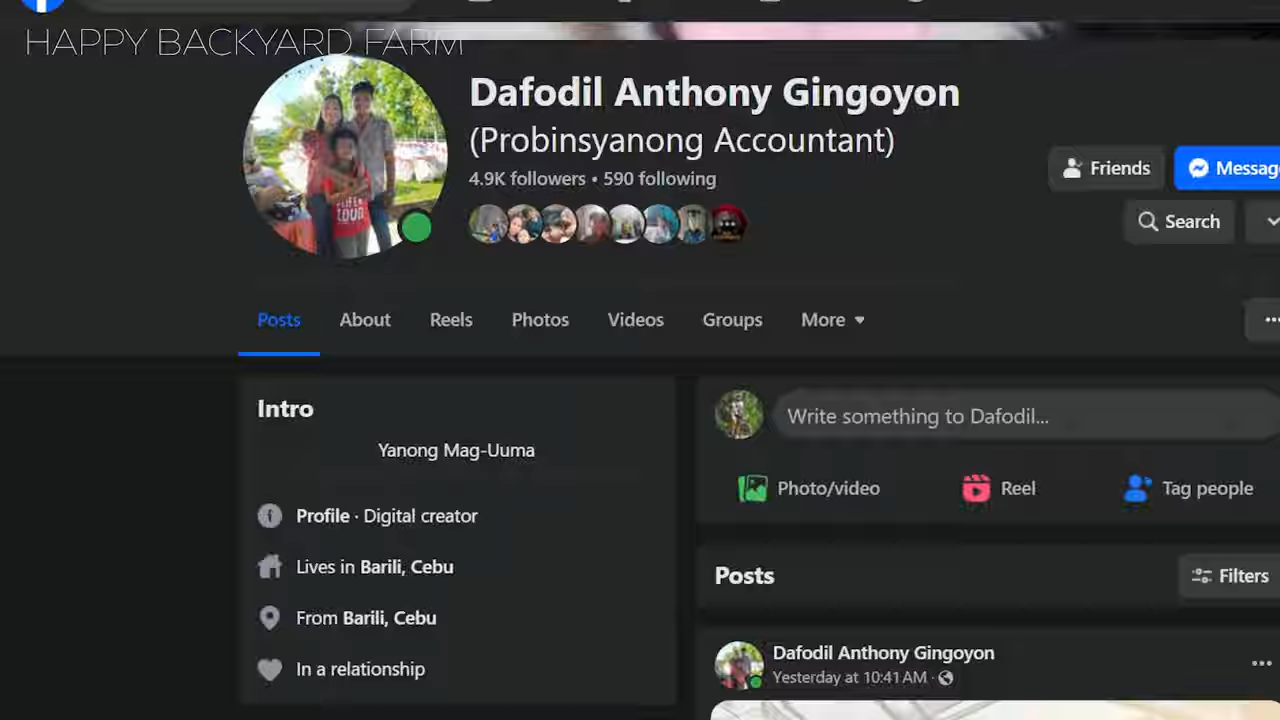 HAPPY BACKYARD FARM
Dafodil Anthony Gingoyon
(Probinsyanong Accountant)
4.9K followers • 590 following
Friends
Messag
Search
Posts
About
Reels
Photos
Videos
Groups
More
Intro
Yanong Mag-Uuma
Profile · Digital creator
Lives in Barili, Cebu
From Barili, Cebu
In a relationship
Write something to Dafodil...
Photo/video
Reel
Tag people
Posts
Filters
Dafodil Anthony Gingoyon
Yesterday at 10:41 AM ·